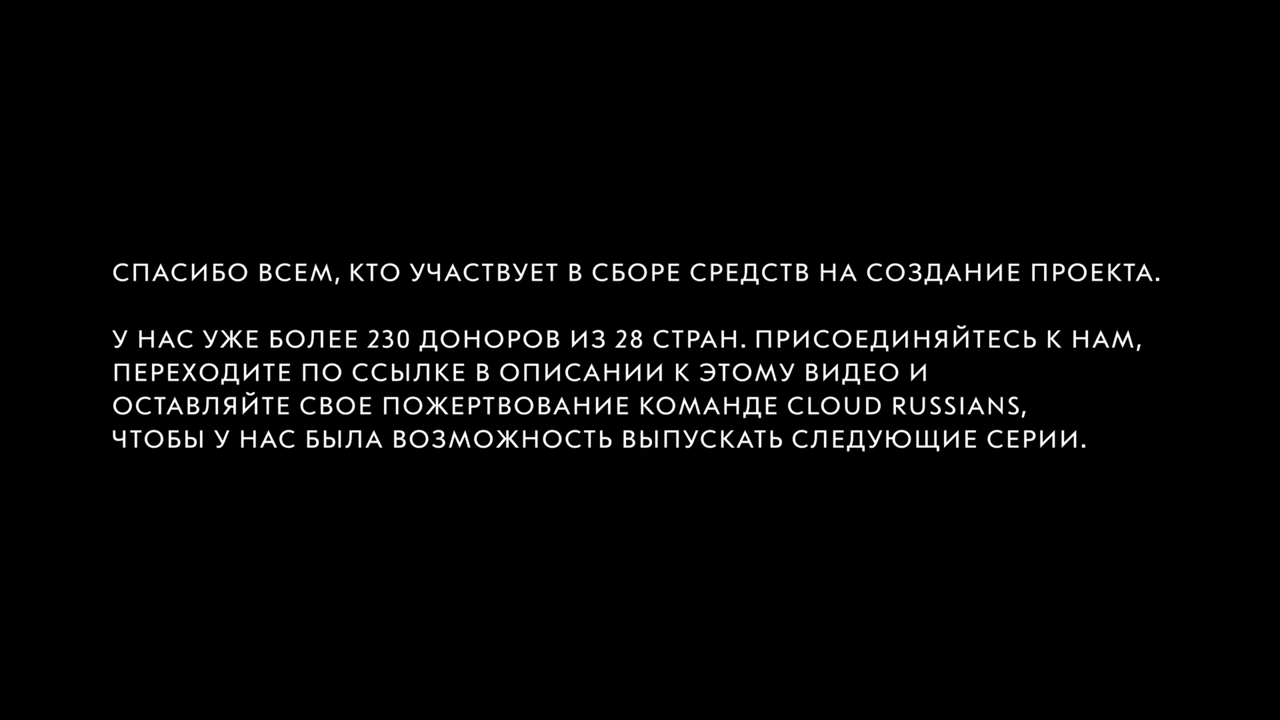 СПАСИБО ВСЕМ, КТО УЧАСТВУЕТ В СБОРЕ СРЕДСТВ НА СОЗДАНИЕ ПРОЕКТА.
У НАС УЖЕ БОЛЕЕ 230 ДОНОРОВ ИЗ 28 СТРАН. ПРИСОЕДИНЯЙТЕСЬ К НАМ,
ПЕРЕХОДИТЕ ПО ССЫЛКЕ В ОПИСАНИИ К ЭТОМУ ВИДЕО И
ОСТАВЛЯЙТЕ СВОЕ ПОЖЕРТВОВАНИЕ КОМАНДЕ CLOUD RUSSIANS,
ЧТОБЫ У НАС БЫЛА ВОЗМОЖНОСТЬ ВЫПУСКАТЬ СЛЕДУЮЩИЕ СЕРИИ.